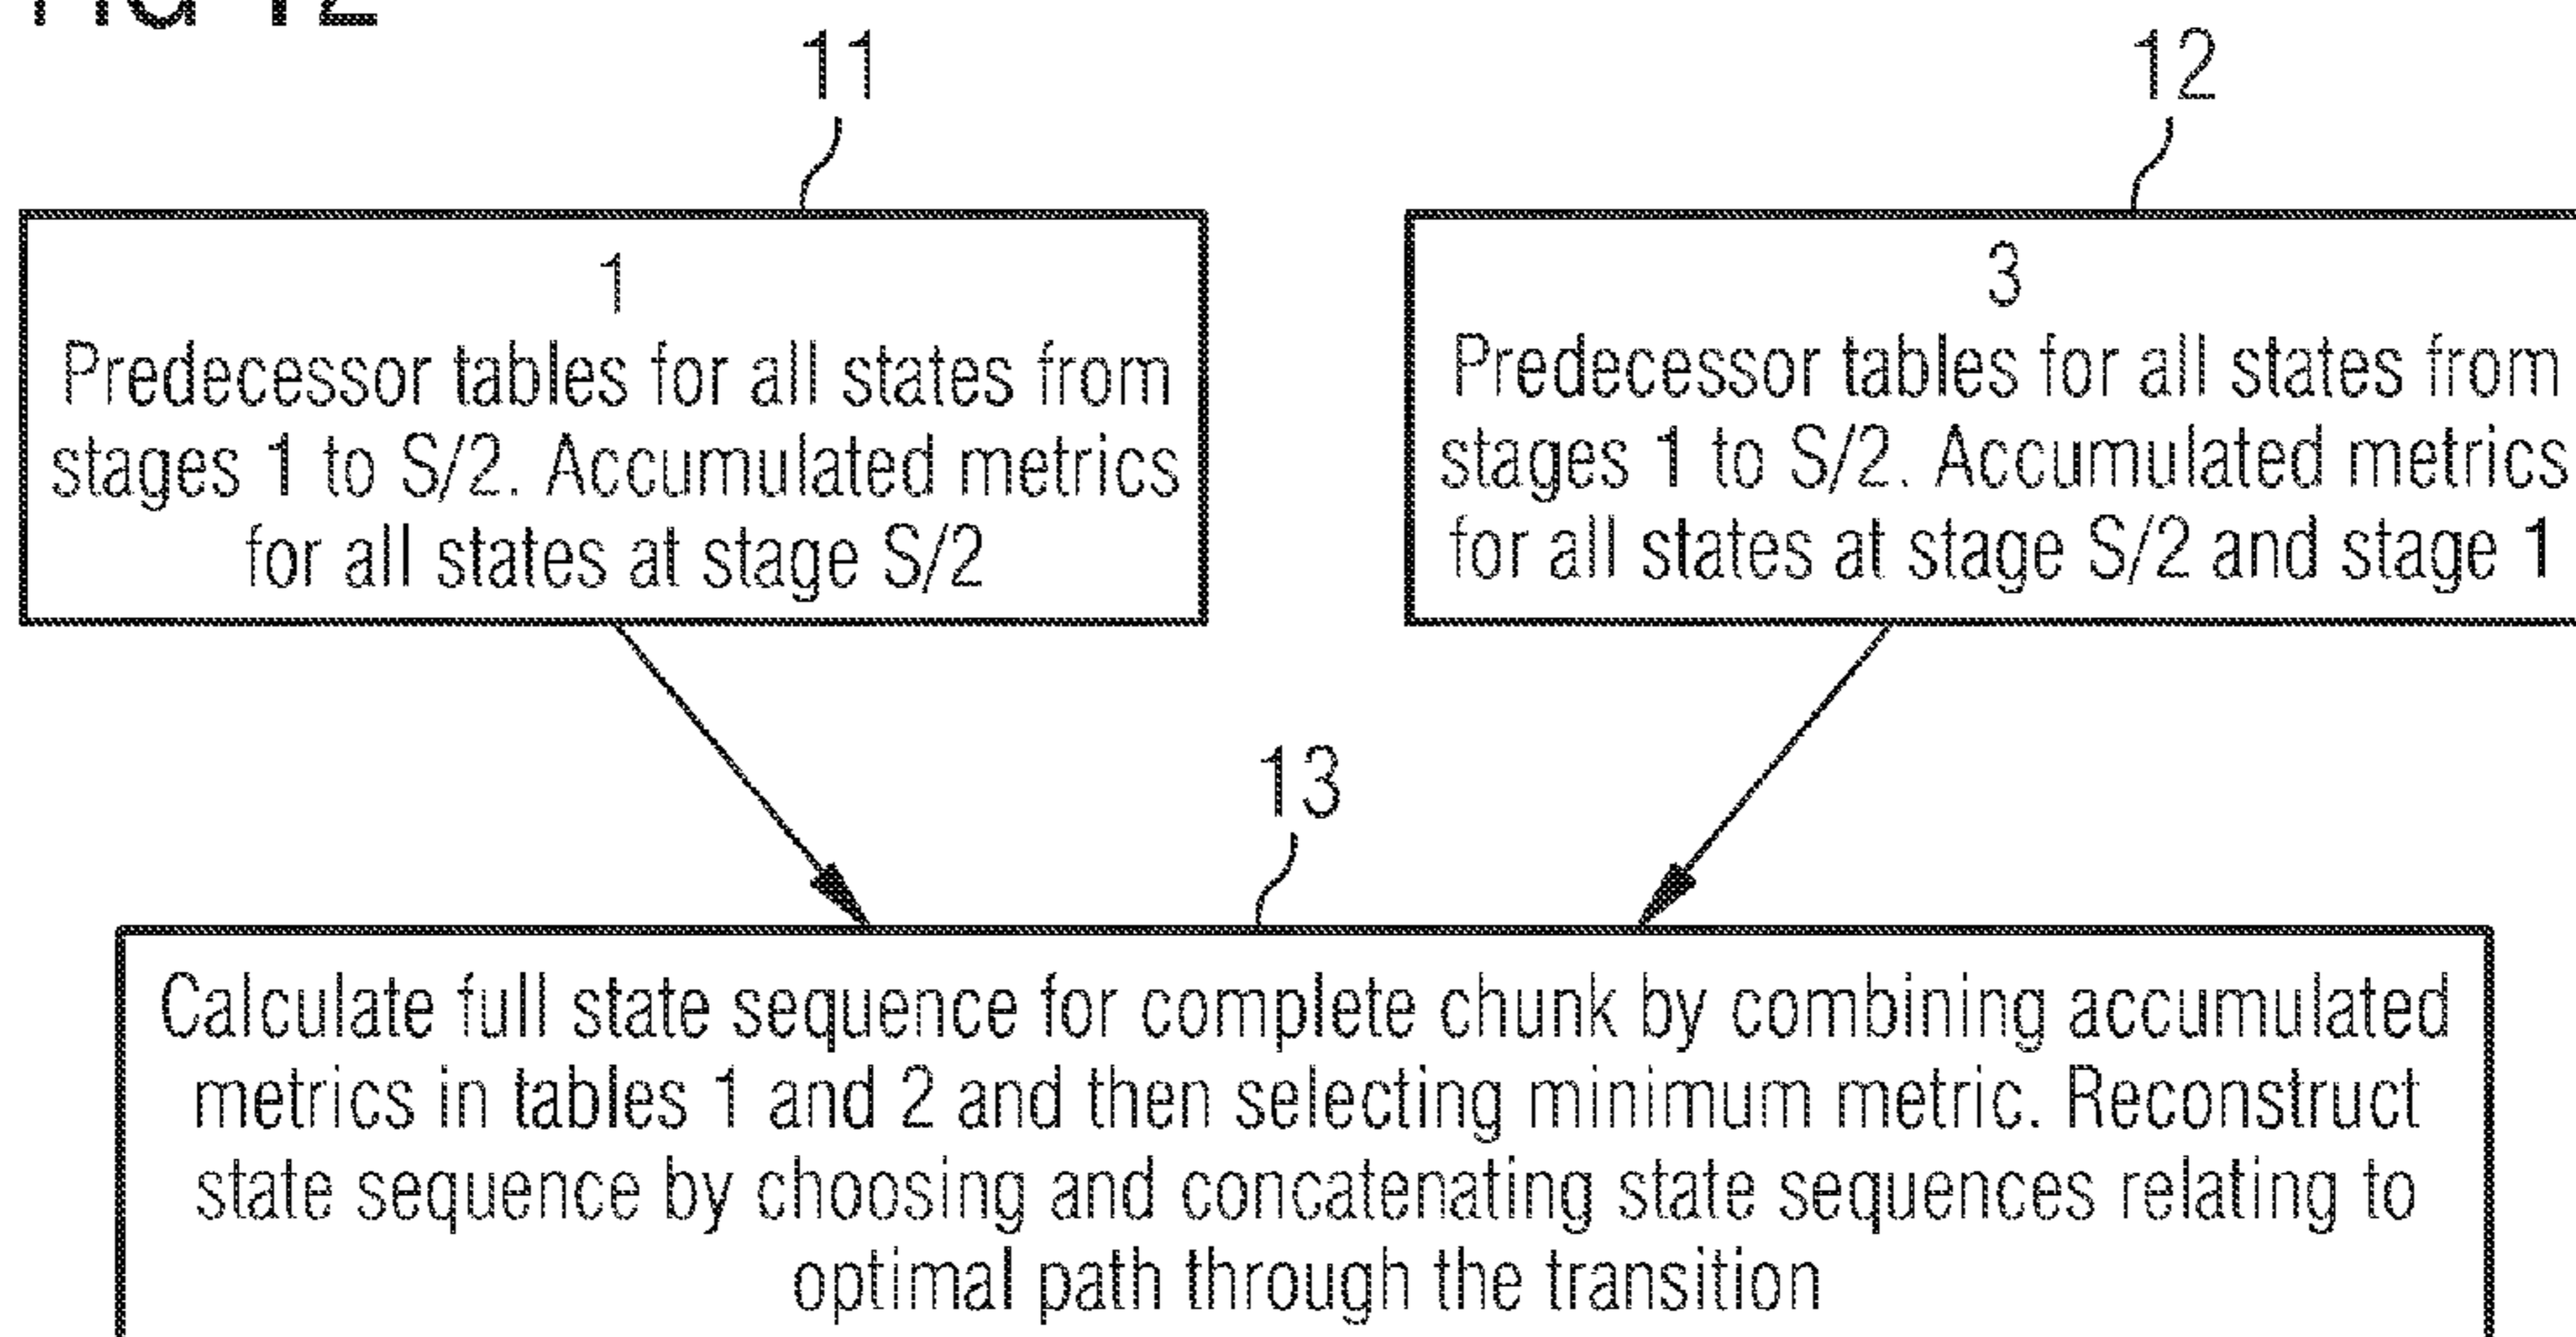 FIG 12
11
12
1
Predecessor tables for all states from
stages 1 to S/2. Accumulated metrics
for all states at stage S/2
3
Predecessor tables for all states from
stages 1 to S/2. Accumulated metrics
for all states at stage S/2 and stage 1
13
Calculate full state sequence for complete chunk by combining accumulated
metrics in tables 1 and 2 and then selecting minimum metric. Reconstruct
state sequence by choosing and concatenating state sequences relating to
optimal path through the transition